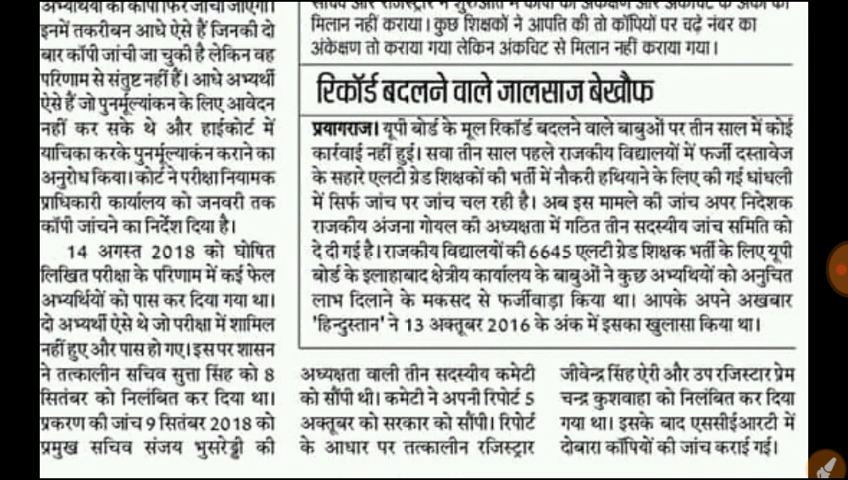 अभ्यर्थियों की कॉपी फिर जांची जाएगी।
इनमें तकरीबन आधे ऐसे हैं जिनकी दो
बार कॉपी जांची जा चुकी है लेकिन वह
परिणाम से संतुष्ट नहीं हैं। आधे अभ्यर्थी
ऐसे हैं जो पुनर्मूल्यांकन के लिए आवेदन
नहीं कर सके थे और हाईकोर्ट में
याचिका करके पुनर्मूल्याकंन कराने का
अनुरोध किया। कोर्ट ने परीक्षा नियामक
प्राधिकारी कार्यालय को जनवरी तक
कॉपी जांचने का निर्देश दिया है।
14 अगस्त 2018 को घोषित
लिखित परीक्षा के परिणाम में कई फेल
अभ्यर्थियों को पास कर दिया गया था।
दो अभ्यर्थी ऐसे थे जो परीक्षा में शामिल
नहीं हुए और पास हो गए। इस पर शासन
ने तत्कालीन सचिव सुत्ता सिंह को 8
सितंबर को निलंबित कर दिया था।
प्रकरण की जांच 9 सितंबर 2018 को
प्रमुख सचिव संजय भुसरेड्डी की
मिलान नहीं कराया। कुछ शिक्षकों ने आपति की तो कॉपियों पर चढ़े नंबर का
अंकेक्षण तो कराया गया लेकिन अंकचिट से मिलान नहीं कराया गया।
रिकॉर्ड बदलने वाले जालसाज बेखौफ
प्रयागराज। यूपी बोर्ड के मूल रिकॉर्ड बदलने वाले बाबुओं पर तीन साल में कोई
कार्रवाई नहीं हुई। सवा तीन साल पहले राजकीय विद्यालयों में फर्जी दस्तावेज
के सहारे एलटी ग्रेड शिक्षकों की भर्ती में नौकरी हथियाने के लिए की गई धांधली
में सिर्फ जांच पर जांच चल रही है। अब इस मामले की जांच अपर निदेशक
राजकीय अंजना गोयल की अध्यक्षता में गठित तीन सदस्यीय जांच समिति को
दे दी गई है। राजकीय विद्यालयों की 6645 एलटी ग्रेड शिक्षक भर्ती के लिए यूपी
बोर्ड के इलाहाबाद क्षेत्रीय कार्यालय के बाबुओं ने कुछ अभ्यथियों को अनुचित
लाभ दिलाने के मकसद से फर्जीवाड़ा किया था। आपके अपने अखबार
'हिन्दुस्तान' ने 13 अक्तूबर 2016 के अंक में इसका खुलासा किया था।
अध्यक्षता वाली तीन सदस्यीय कमेटी
को सौंपी थी। कमेटी ने अपनी रिपोर्ट 5
अक्तूबर को सरकार को सौंपी। रिपोर्ट
के आधार पर तत्कालीन रजिस्ट्रार
जीवेन्द्र सिंह ऐरी और उप रजिस्टार प्रेम
चन्द्र कुशवाहा को निलंबित कर दिया
गया था। इसके बाद एससीईआरटी में
दोबारा कॉपियों की जांच कराई गई।